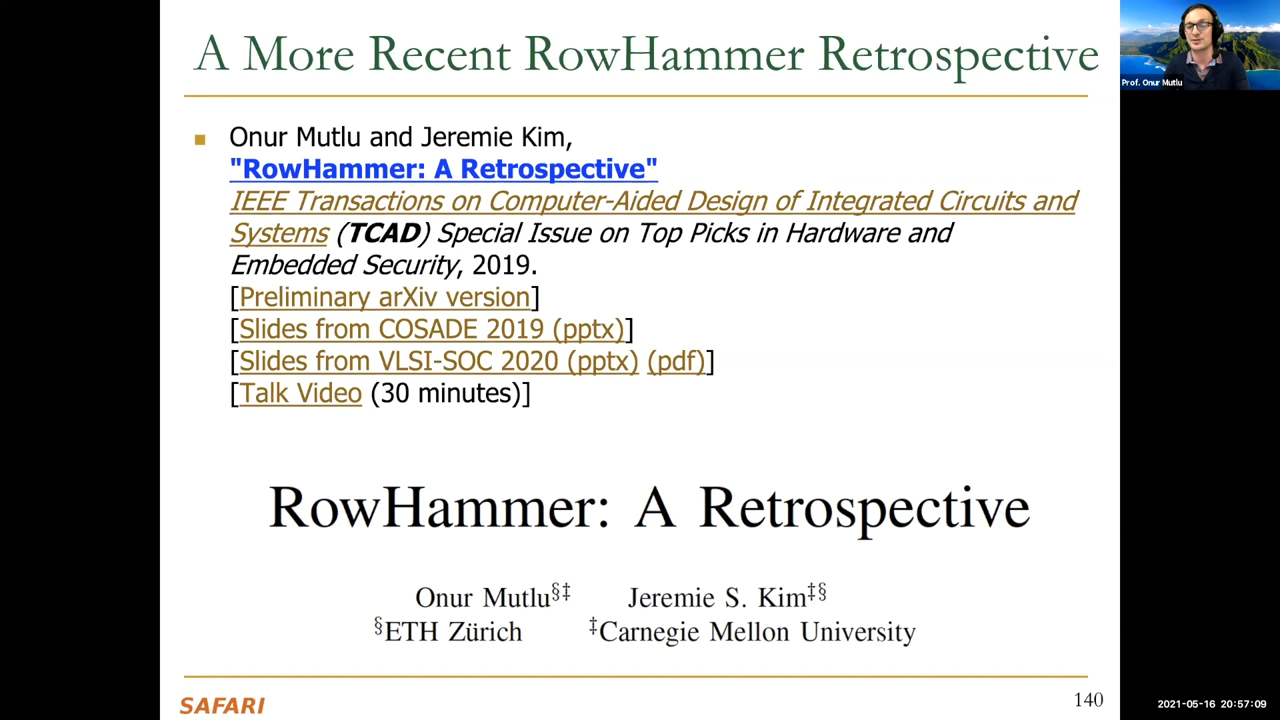 A More Recent RowHammer Retrospective
Prof. Onur Mutlu
Onur Mutlu and Jeremie Kim,
"RowHammer: A Retrospective"
IEEE Transactions on Computer-Aided Design of Integrated Circuits and
Systems (TCAD) Special Issue on Top Picks in Hardware and
Embedded Security, 2019.
[Preliminary arXiv version]
[Slides from COSADE 2019 (pptx)]
[Slides from VLSI-SOC 2020 (pptx) (pdf)]
[Talk Video (30 minutes)]
RowHammer: A Retrospective
Onur Mutlu§‡ Jeremie S. Kim‡§
§ETH Zürich ‡Carnegie Mellon University
SAFARI
140
2021-05-16 20:57:09